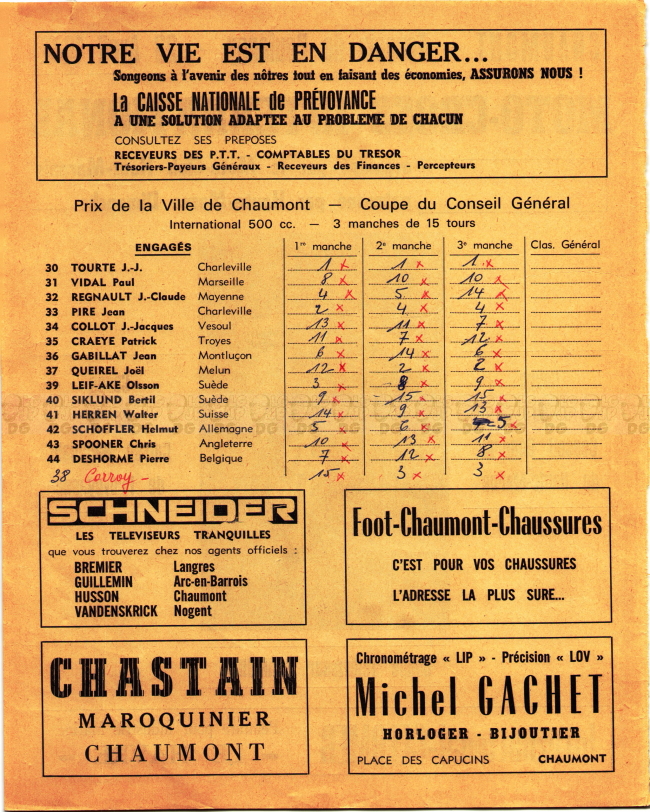 NOTRE VIE EST EN DANGER...
Songeons à l'avenir des nôtres tout en faisant des économies, ASSURONS NOUS !
La CAISSE NATIONALE de PRÉVOYANCE
A UNE SOLUTION ADAPTEE AU PROBLEME DE CHACUN
CONSULTEZ SES PREPOSES
RECEVEURS DES P.T.T. - COMPTABLES DU TRESOR
Trésoriers-Payeurs Généraux - Receveurs des Finances - Percepteurs
Prix de la Ville de Chaumont — Coupe du Conseil Général
International 500 cc. — 3 manches de 15 tours
ENGAGÉS 1re manche 2e manche 3e manche Clas. Général
30 TOURTE J.-J. Charleville 1 x 1 x 1 x
31 VIDAL Paul Marseille 8 x 10 x 10 x
32 REGNAULT J.-Claude Mayenne 4 x 5 x 14 x
33 PIRE Jean Charleville 2 x 4 x 4 x
34 COLLOT J.-Jacques Vesoul 13 x 11 x 7 x
35 CRAEYE Patrick Troyes 11 x 7 x 12 x
36 GABILLAT Jean Montluçon 6 x 14 x 6 x
37 QUEIREL Joël Melun 12 x 2 x 2 x
39 LEIF-AKE Olsson Suède 3 x 8 x 9 x
40 SIKLUND Bertil Suède 9 x 15 x 15 x
41 HERREN Walter Suisse 14 x 9 x 13 x
42 SCHOFFLER Helmut Allemagne 5 x 6 x 5 x
43 SPOONER Chris Angleterre 10 x 13 x 11 x
44 DESHORME Pierre Belgique 7 x 12 x 8 x
38 Carroy - 15 x 3 x 3 x
SCHNEIDER
LES TELEVISEURS TRANQUILLES
que vous trouverez chez nos agents officiels :
BREMIER Langres
GUILLEMIN Arc-en-Barrois
HUSSON Chaumont
VANDENSKRICK Nogent
Foot-Chaumont-Chaussures
C'EST POUR VOS CHAUSSURES
L'ADRESSE LA PLUS SURE...
CHASTAIN
MAROQUINIER
CHAUMONT
Chronométrage « LIP » - Précision « LOV »
Michel GACHET
HORLOGER - BIJOUTIER
PLACE DES CAPUCINS CHAUMONT